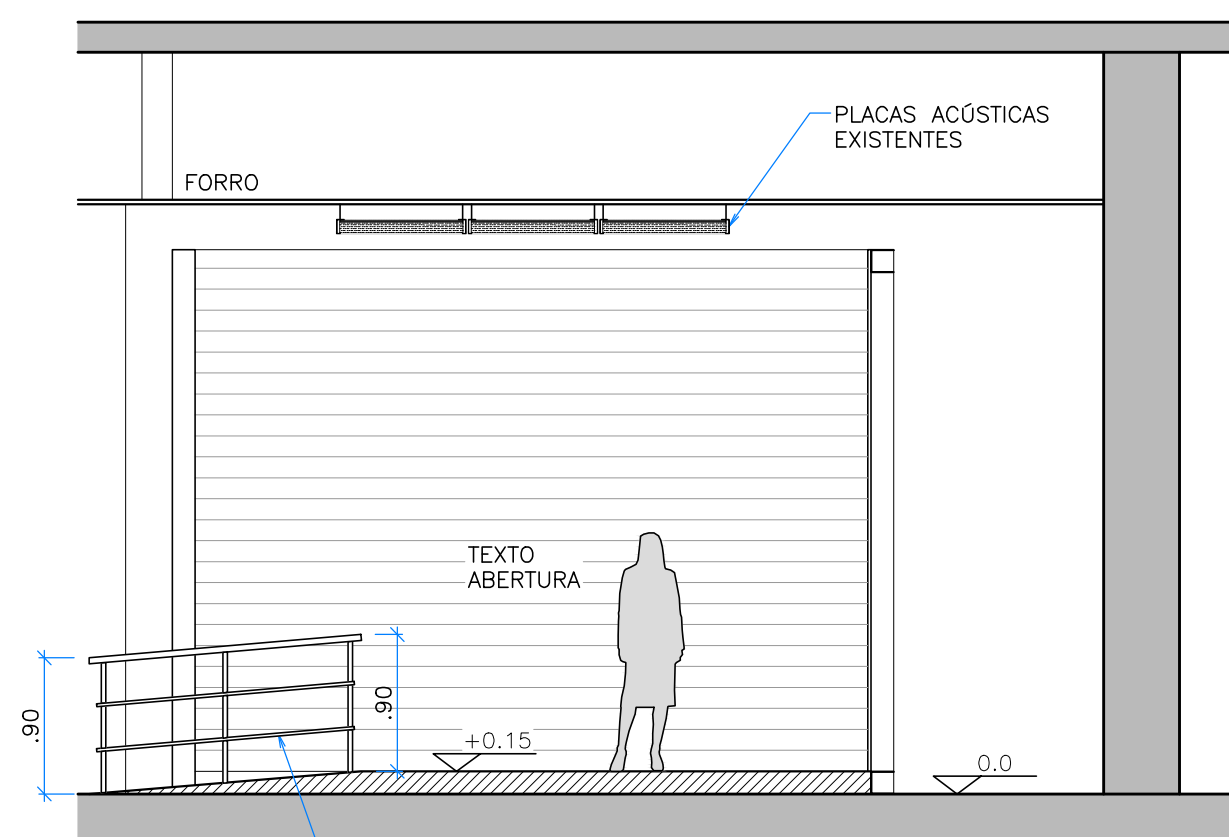 PLACAS ACÚSTICAS
EXISTENTES
FORRO
TEXTO
ABERTURA
.90
.90
+0.15
0.0